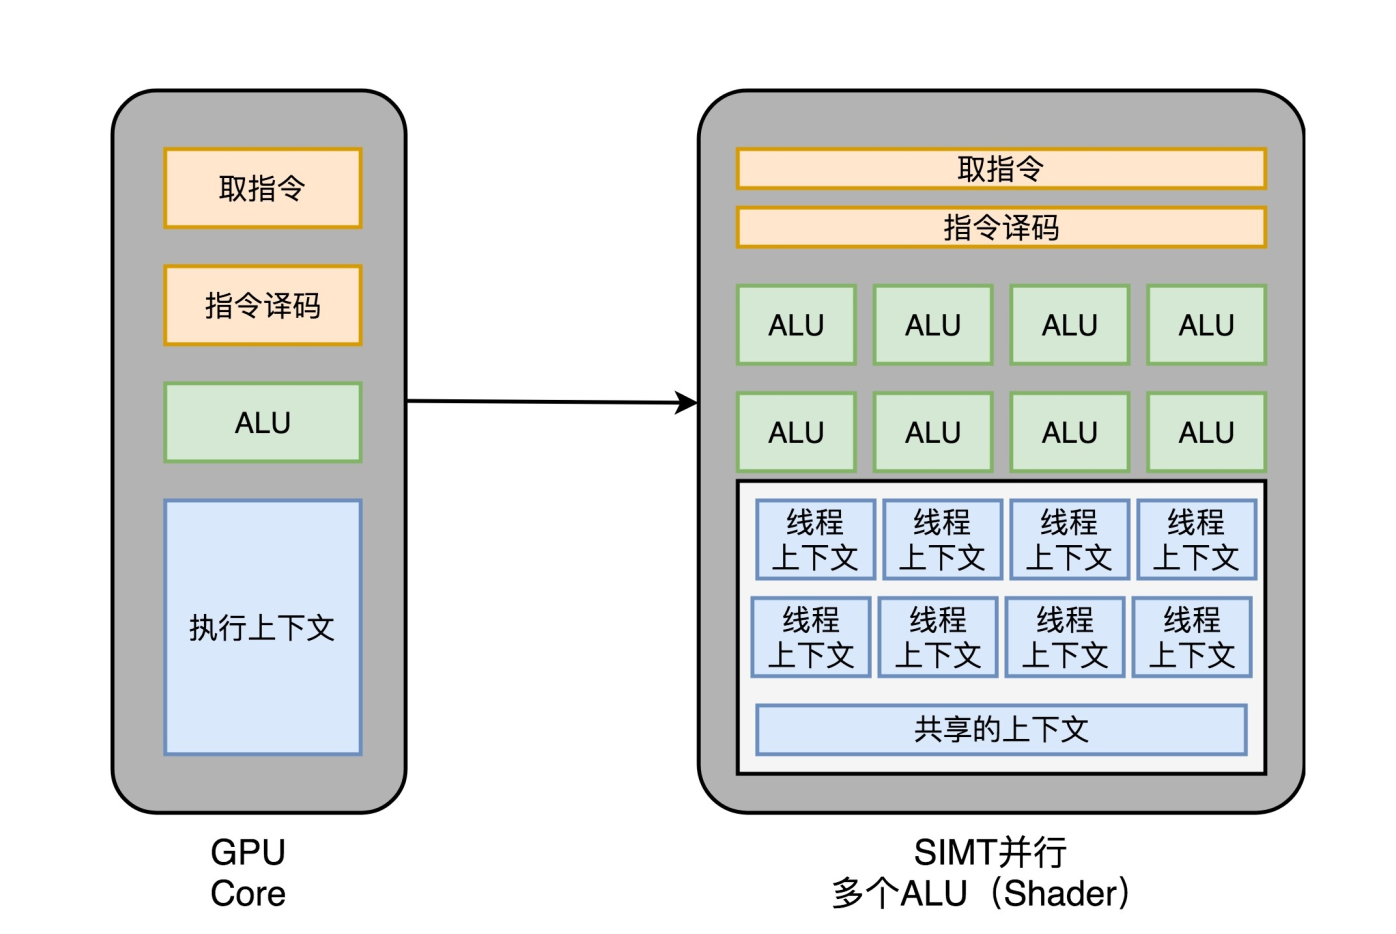 取指令
指令译码
ALU
执行上下文
GPU
Core
取指令
指令译码
ALU ALU ALU ALU
ALU ALU ALU ALU
线程 线程 线程 线程
上下文 上下文 上下文 上下文
线程 线程 线程 线程
上下文 上下文 上下文 上下文
共享的上下文
SIMT并行
多个ALU（Shader）